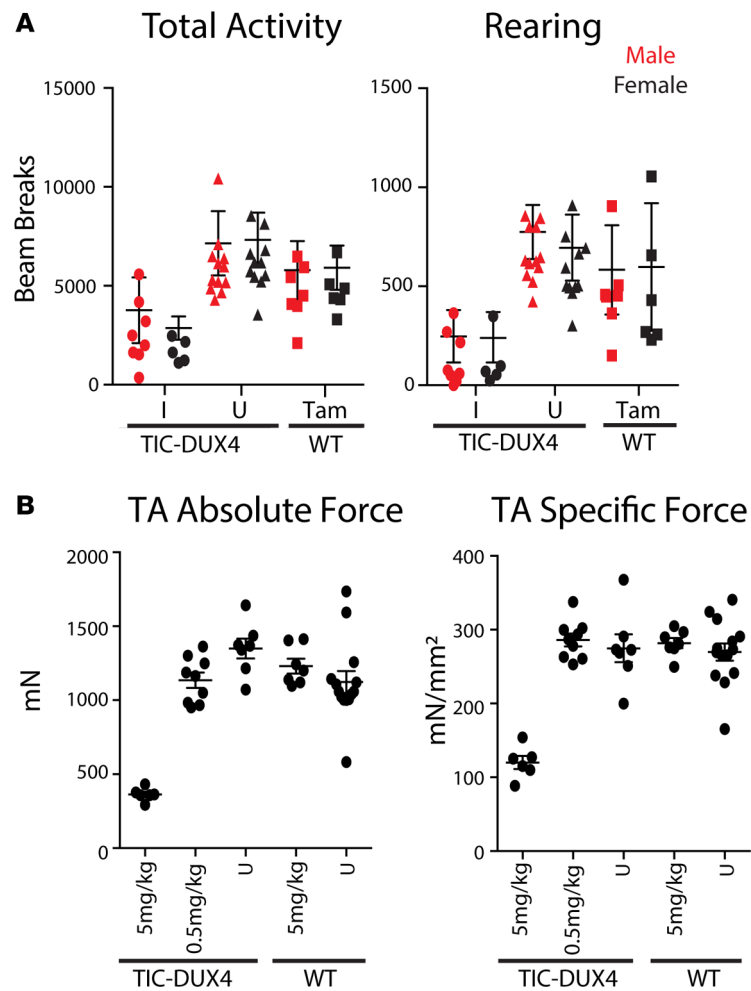 A
Total Activity
Rearing
Male
Female
Beam Breaks
15000
10000
5000
0
1500
1000
500
0
I
U
Tam
I
U
Tam
TIC-DUX4
WT
TIC-DUX4
WT
B
TA Absolute Force
TA Specific Force
mN
2000
1500
1000
500
0
mN/mm²
400
300
200
100
0
5mg/kg
0.5mg/kg
U
5mg/kg
U
5mg/kg
0.5mg/kg
U
5mg/kg
U
TIC-DUX4
WT
TIC-DUX4
WT